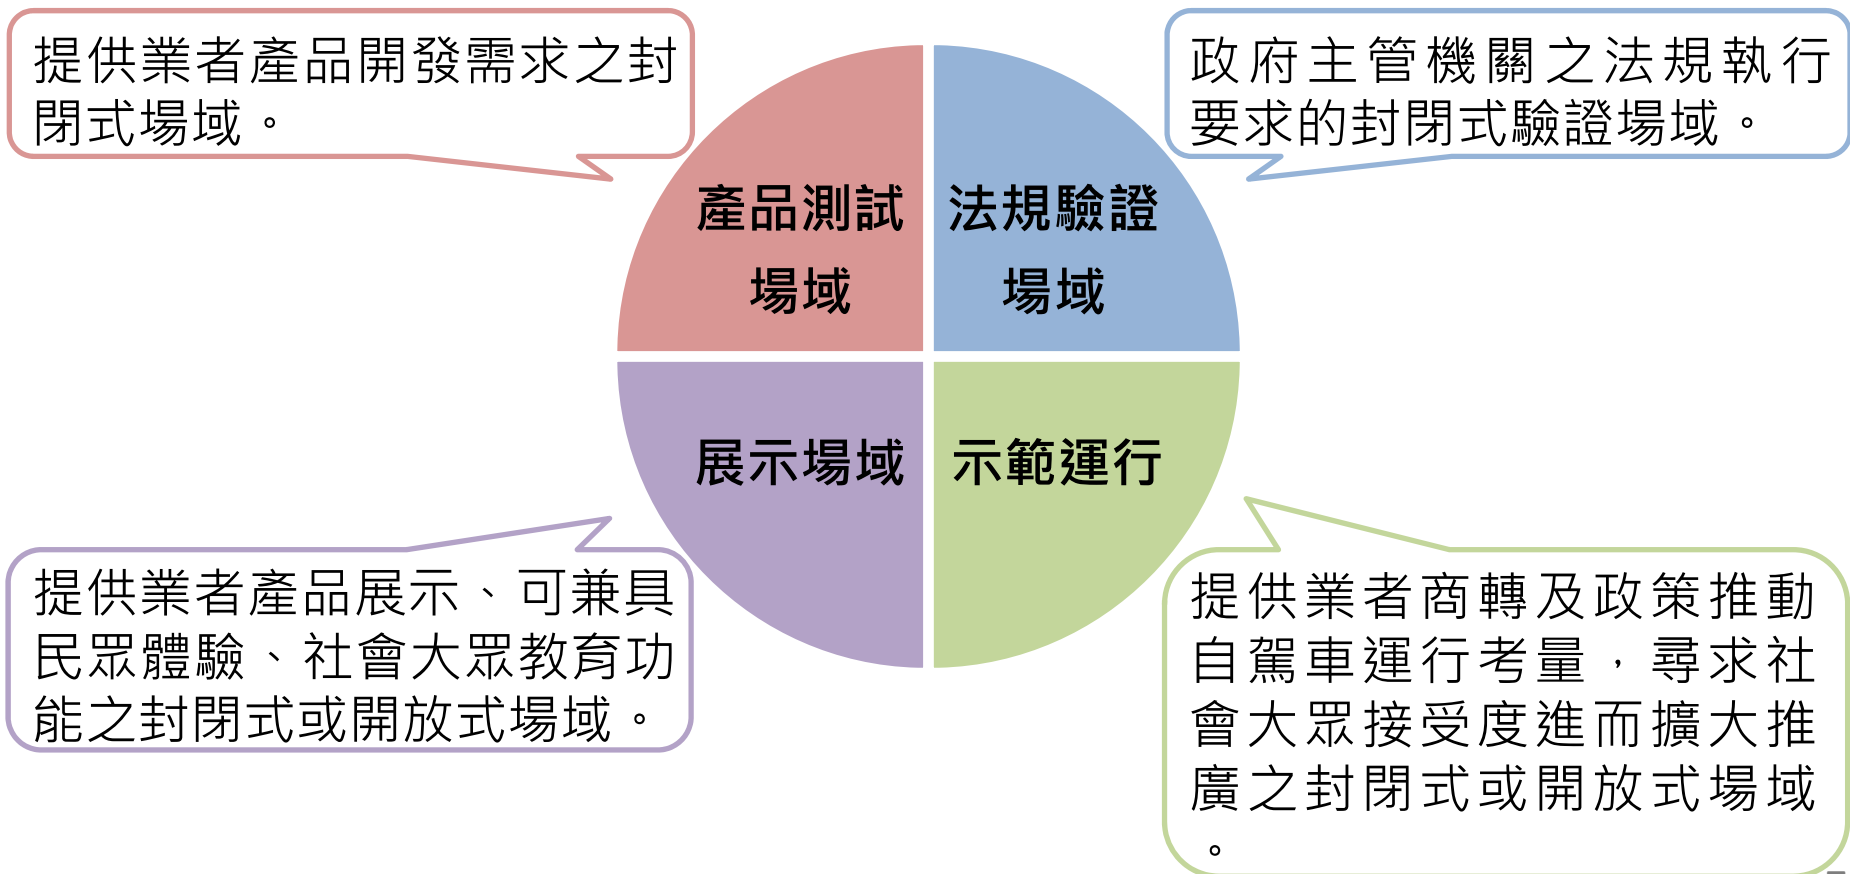 提供業者產品開發需求之封
閉式場域。
政府主管機關之法規執行
要求的封閉式驗證場域。
產品測試
場域
法規驗證
場域
展示場域
示範運行
提供業者產品展示、可兼具
民眾體驗、社會大眾教育功
能之封閉式或開放式場域。
提供業者商轉及政策推動
自駕車運行考量，尋求社
會大眾接受度進而擴大推
廣之封閉式或開放式場域
。